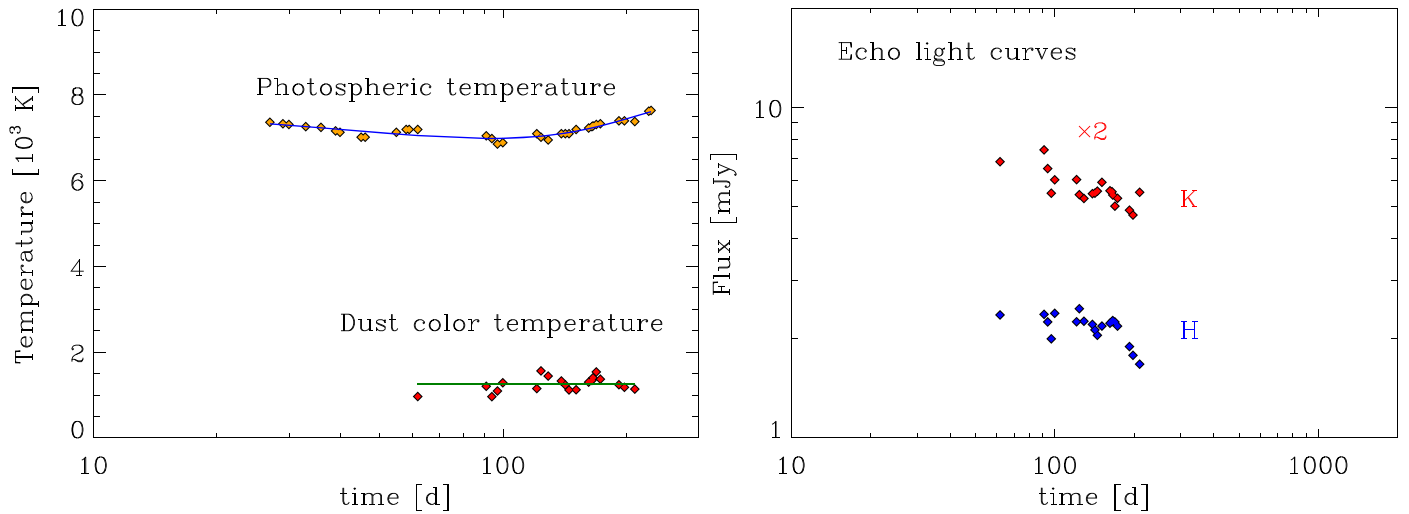 10
8
6
4
2
0
Temperature [10³ K]
Photospheric temperature
Dust color temperature
10 100
time [d]
10
1
Flux [mJy]
Echo light curves
×2
K
H
10 100 1000
time [d]